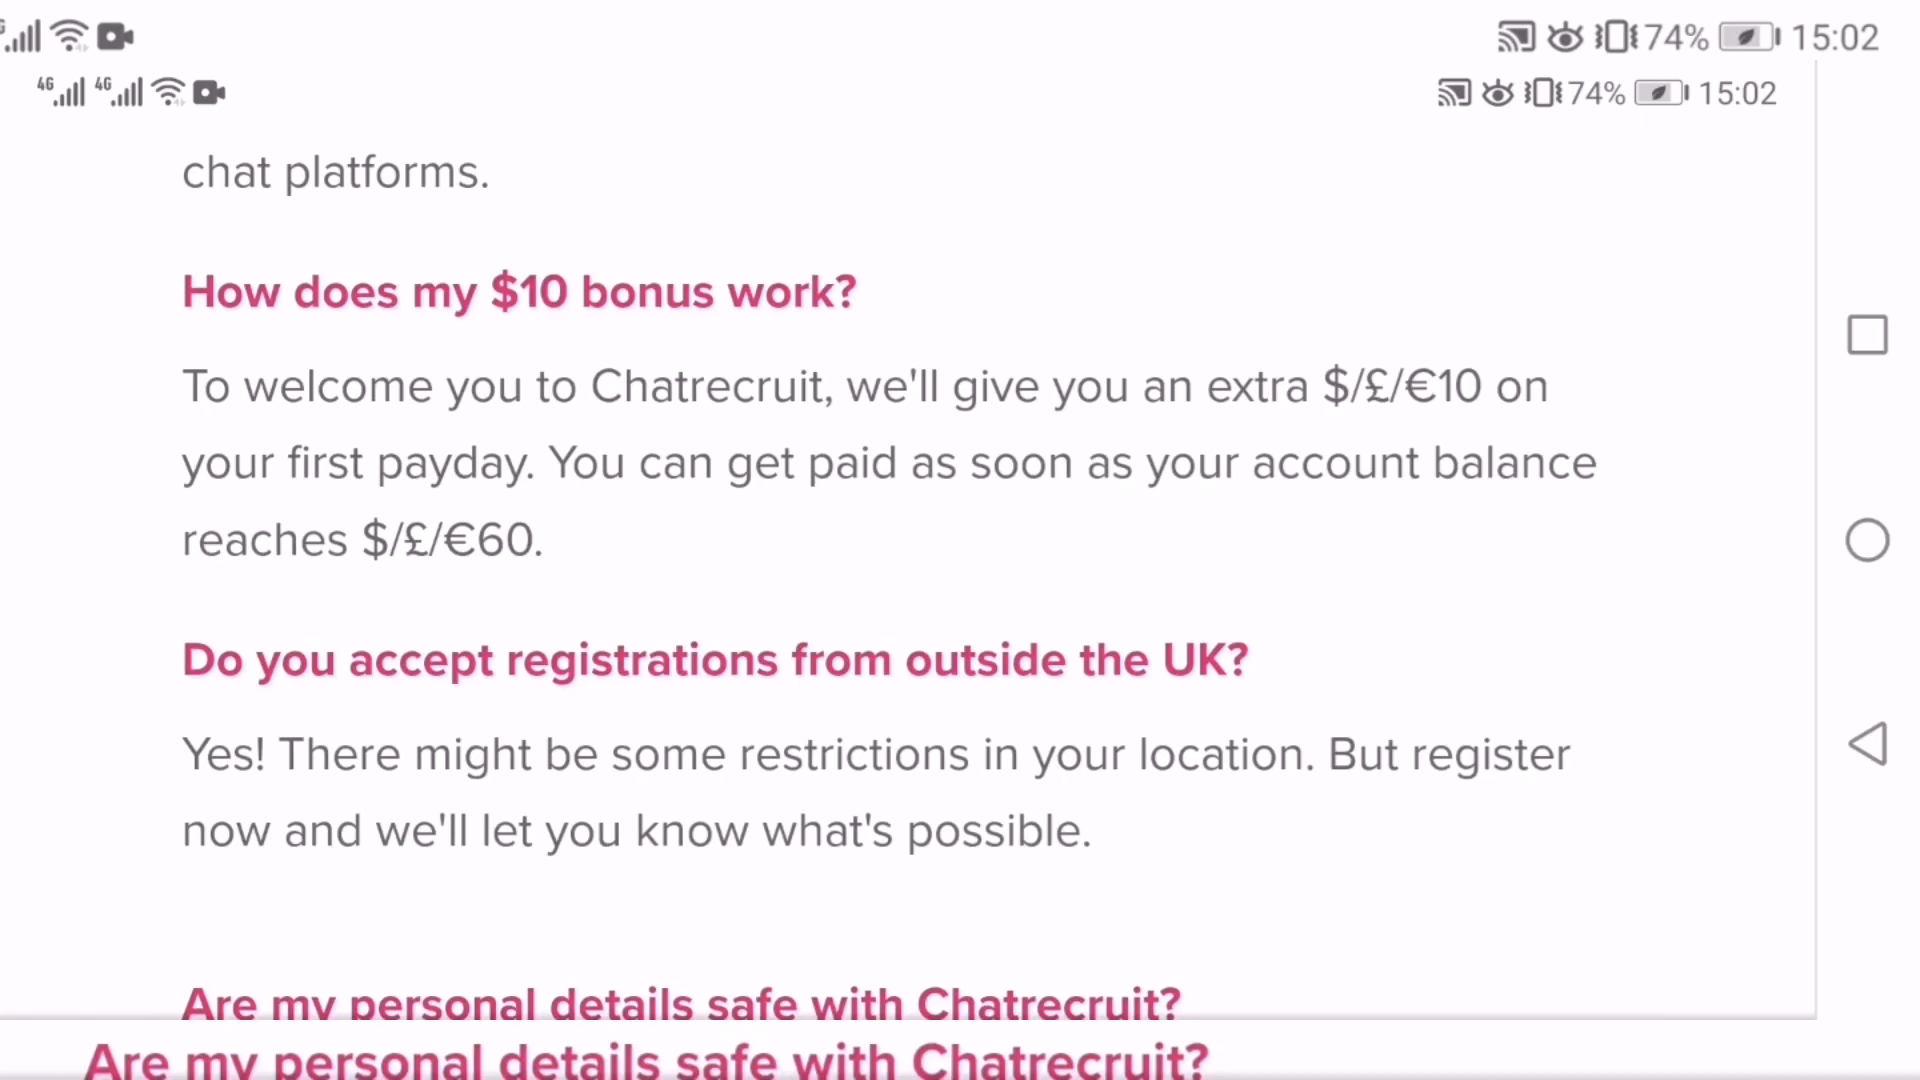 74% 15:02
4G 4G 74% 15:02
chat platforms.
How does my $10 bonus work?
To welcome you to Chatrecruit, we'll give you an extra $/£/€10 on
your first payday. You can get paid as soon as your account balance
reaches $/£/€60.
Do you accept registrations from outside the UK?
Yes! There might be some restrictions in your location. But register
now and we'll let you know what's possible.
Are my personal details safe with Chatrecruit?
Are my personal details safe with Chatrecruit?